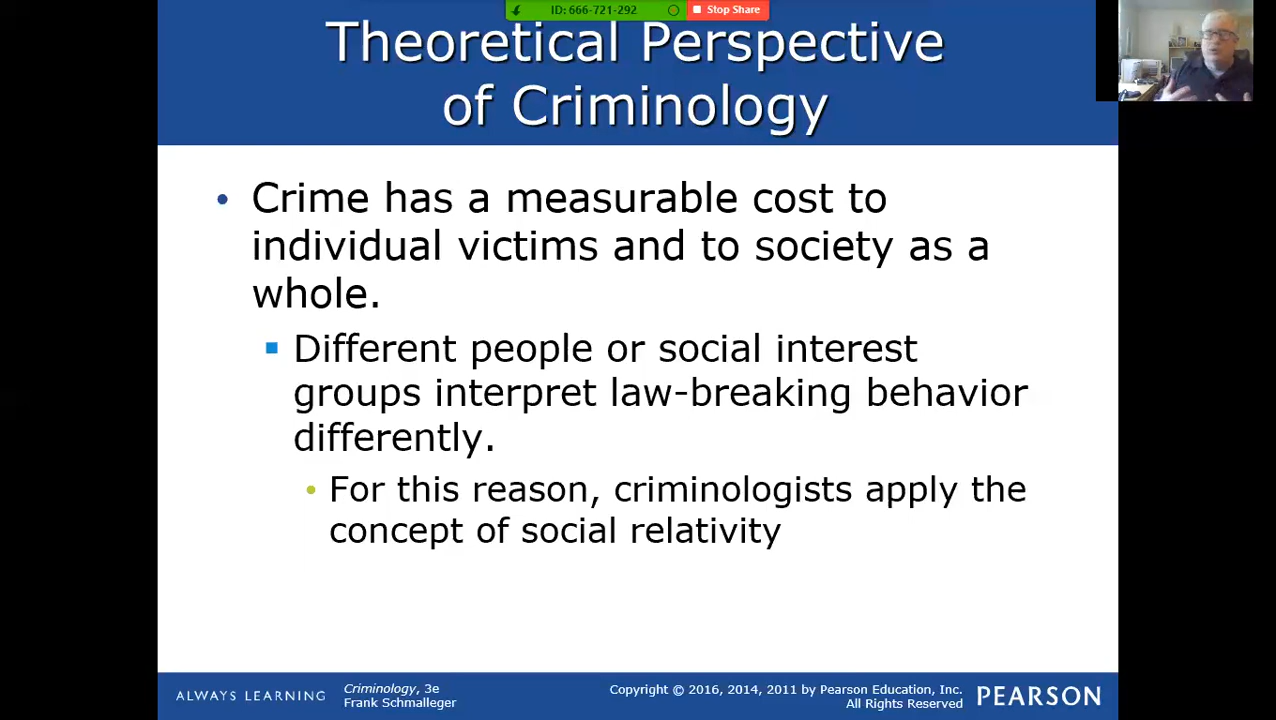 ID: 666-721-292
Stop Share
Theoretical Perspective
of Criminology
• Crime has a measurable cost to
individual victims and to society as a
whole.
▪ Different people or social interest
groups interpret law-breaking behavior
differently.
• For this reason, criminologists apply the
concept of social relativity
ALWAYS LEARNING
Criminology, 3e
Frank Schmalleger
Copyright © 2016, 2014, 2011 by Pearson Education, Inc.
All Rights Reserved
PEARSON